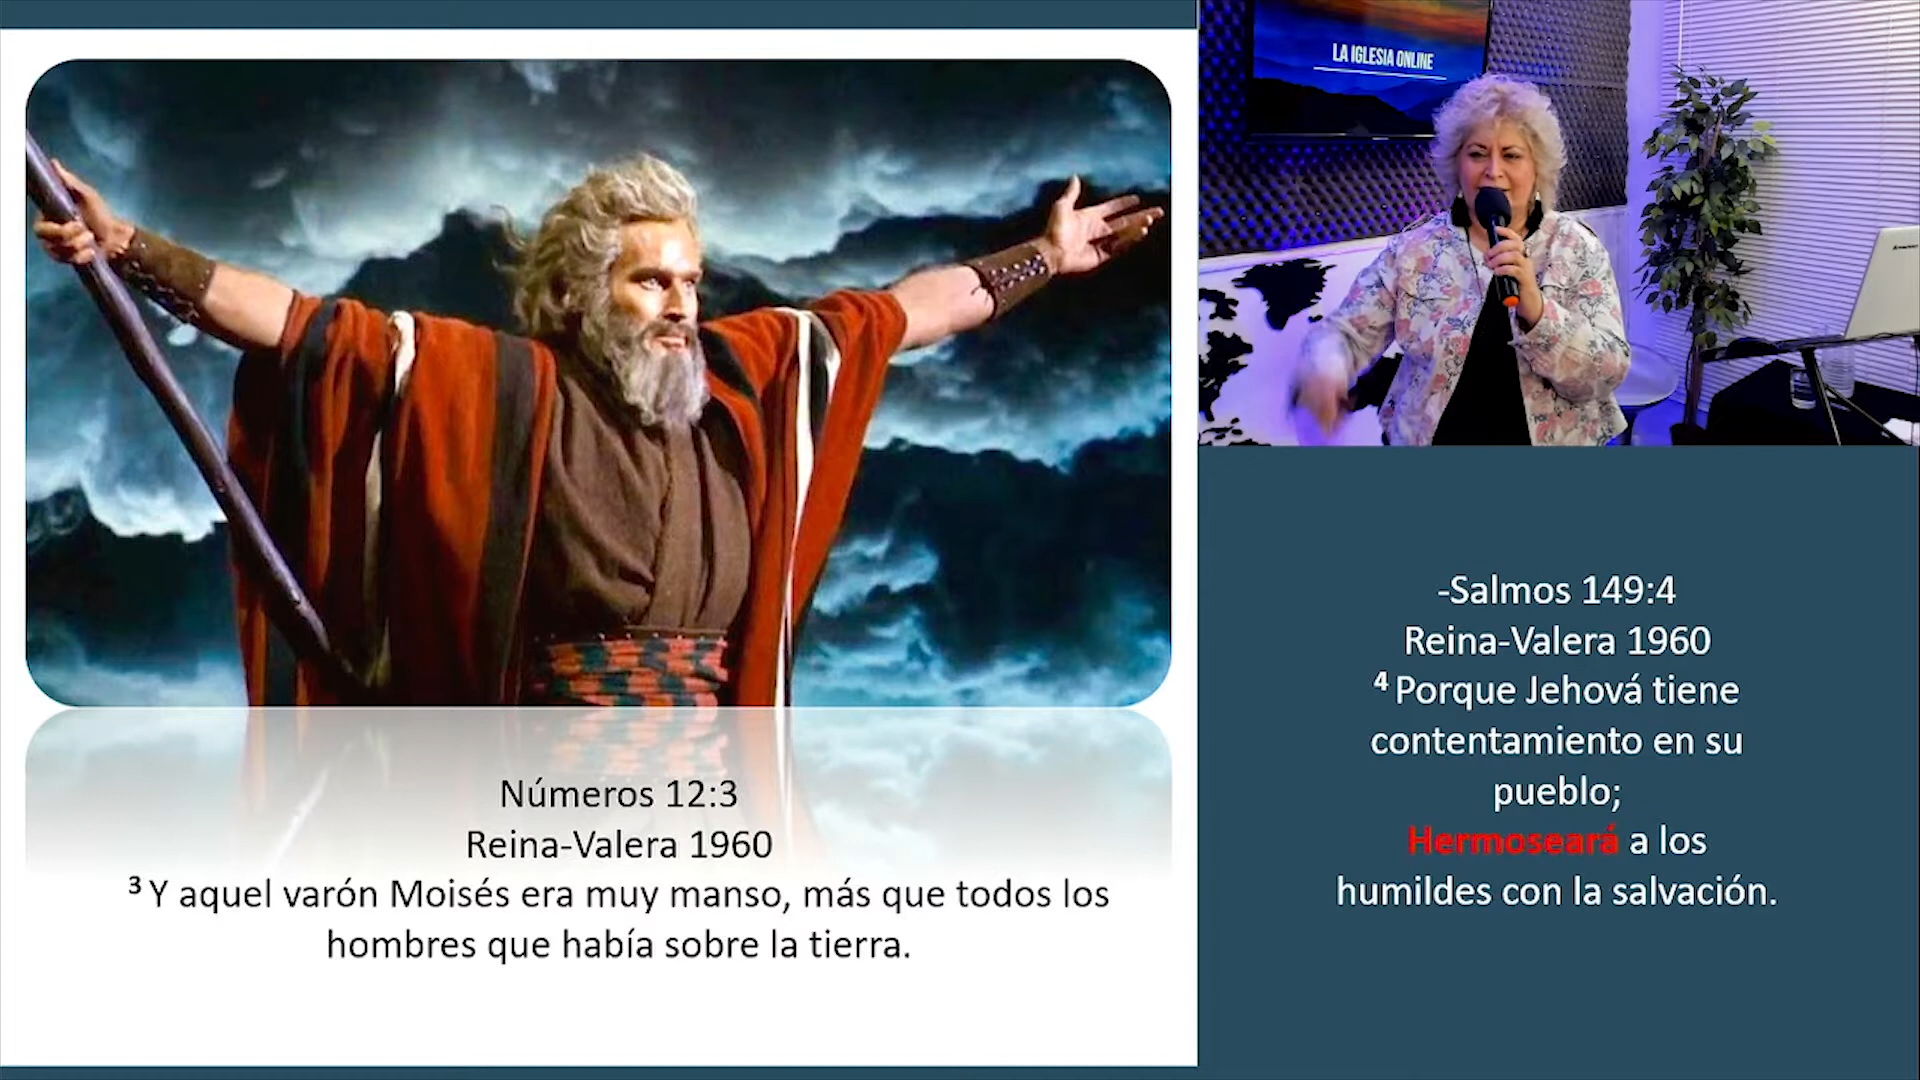 LA IGLESIA ONLINE
Números 12:3
Reina-Valera 1960
³ Y aquel varón Moisés era muy manso, más que todos los
hombres que había sobre la tierra.
-Salmos 149:4
Reina-Valera 1960
⁴ Porque Jehová tiene
contentamiento en su
pueblo;
Hermoseará a los
humildes con la salvación.